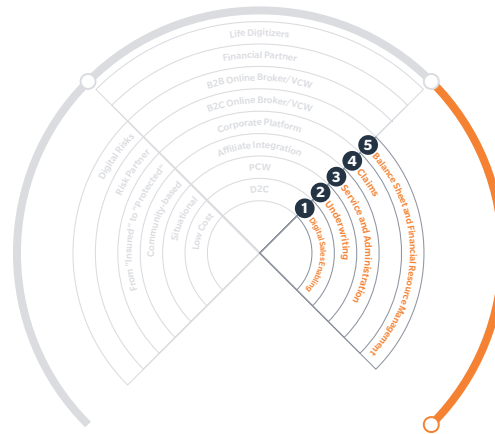 Life Digitizers
Financial Partner
B2B Online Broker/VCW
B2C Online Broker/VCW
Corporate Platform
Affiliate Integration
PCW
D2C
Digital Risks
Risk Partner
From "Insured" to "Protected"
Community-based
Situational
Low Cost
1
Digital Sales Enabling
2
Underwriting
3
Service and Administration
4
Claims
5
Balance Sheet and Financial Resource Management